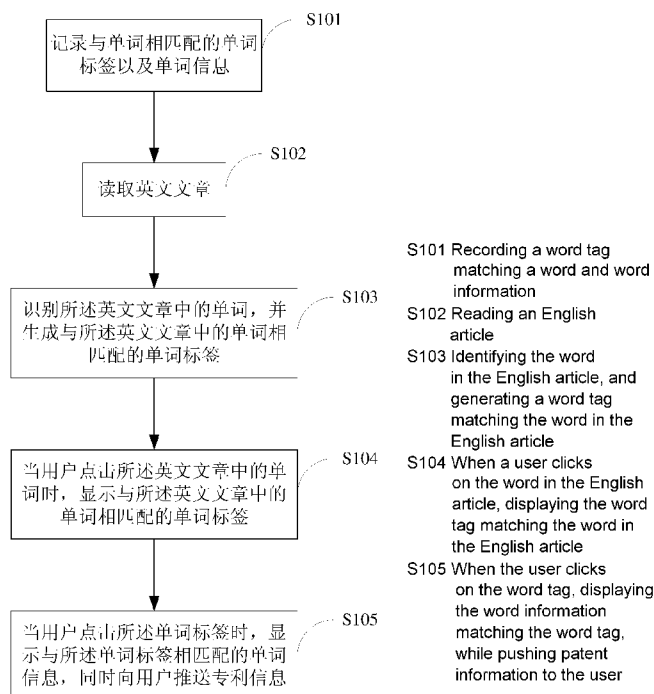 S101
记录与单词相匹配的单词
标签以及单词信息
S102
读取英文文章
S103
识别所述英文文章中的单词，并
生成与所述英文文章中的单词相
匹配的单词标签
S104
当用户点击所述英文文章中的单
词时，显示与所述英文文章中的
单词相匹配的单词标签
S105
当用户点击所述单词标签时，显
示与所述单词标签相匹配的单词
信息，同时向用户推送专利信息
S101 Recording a word tag
matching a word and word
information
S102 Reading an English
article
S103 Identifying the word
in the English article, and
generating a word tag
matching the word in the
English article
S104 When a user clicks
on the word in the English
article, displaying the word
tag matching the word in
the English article
S105 When the user clicks
on the word tag, displaying
the word information
matching the word tag,
while pushing patent
information to the user